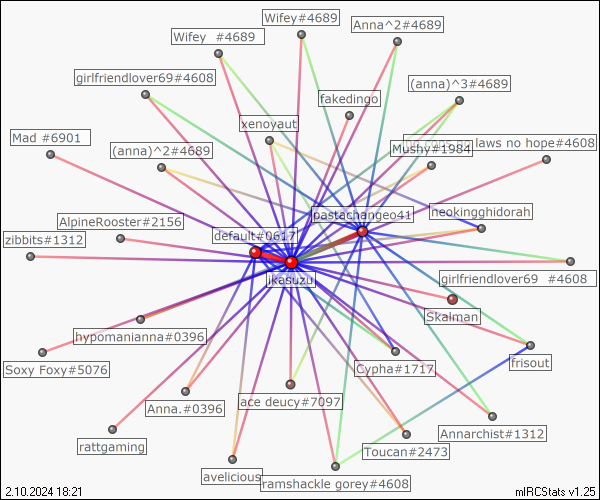 Wifey#4689
Anna^2#4689
Wifey  #4689
girlfriendlover69#4608
(anna)^3#4689
fakedingo
xenoyaut
Mad #6901
laws no hope#4608
(anna)^2#4689
Mushy#1984
AlpineRooster#2156
pastachangeo41
neokingghidorah
zibbits#1312
default#0617
jkasuzu
girlfriendlover69  #4608
Skalman
hypomanianna#0396
Soxy Foxy#5076
Cypha#1717
frisout
ace deucy#7097
Anna.#0396
Annarchist#1312
rattgaming
Toucan#2473
avelicious
ramshackle gorey#4608
2.10.2024 18:21
mIRCStats v1.25